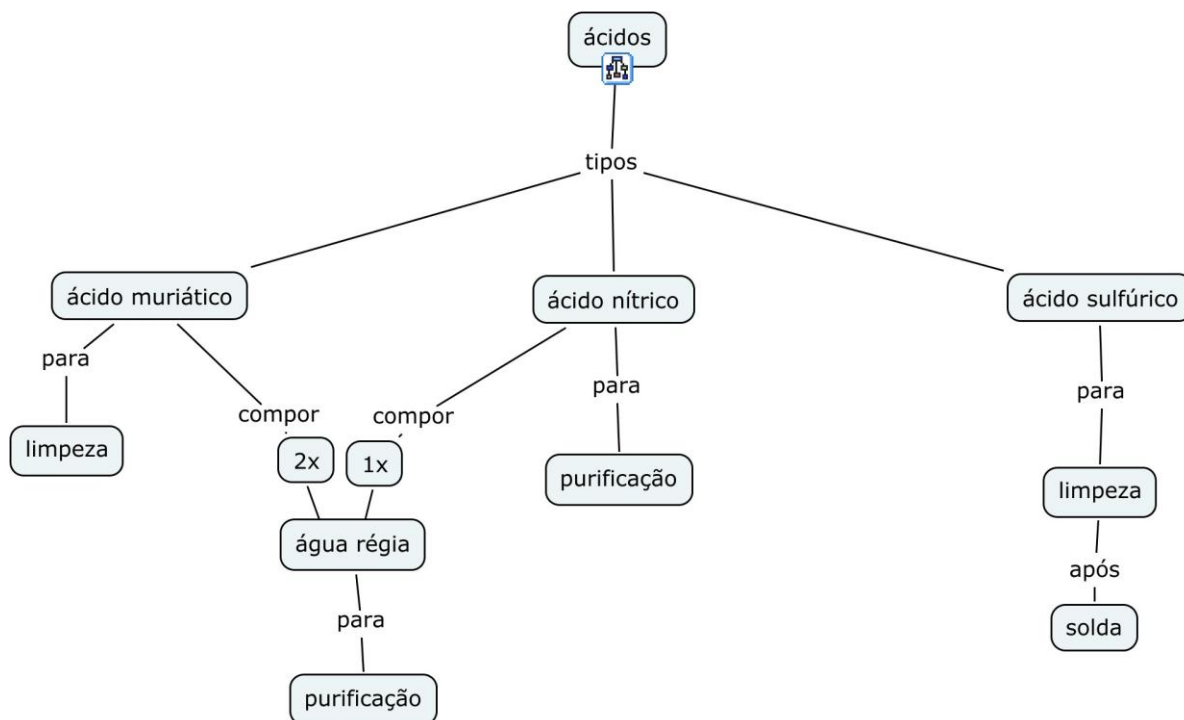 ácidos
tipos
ácido muriático
ácido nítrico
ácido sulfúrico
para
para
para
compor
compor
limpeza
2x
1x
purificação
limpeza
água régia
após
para
solda
purificação